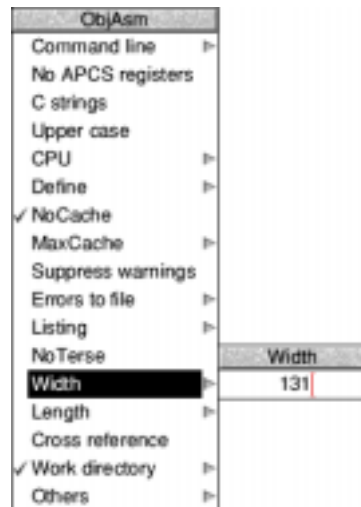 ObjAsm
Command line
No APCS registers
C strings
Upper case
CPU
Define
✓ NoCache
MaxCache
Suppress warnings
Errors to file
Listing
NoTerse
Width
Width
131
Length
Cross reference
✓ Work directory
Others